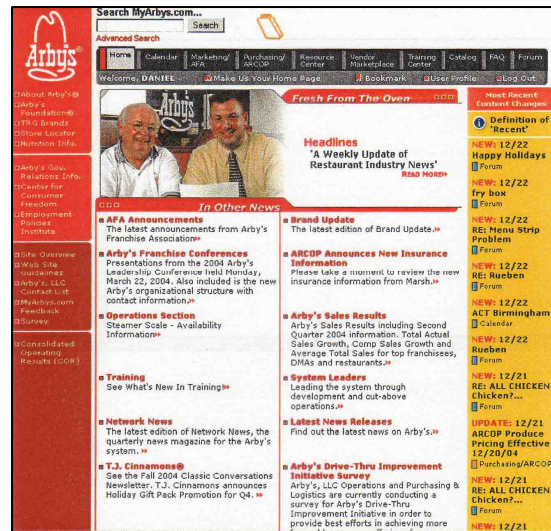 Search MyArbys.com...
Search
Advanced Search
Arby's
Home
Calendar
Marketing/
AFA
Purchasing/
ARCOP
Resource
Center
Vendor
Marketplace
Training
Center
Catalog
FAQ
Forum
Welcome, DANIEL
Make Us Your Home Page
Bookmark
User Profile
Log Out
About Arby's®
Arby's
Foundation®
TRG Brands
Store Locator
Nutrition Info.
Arby's Gov.
Relations Info.
Center for
Consumer
Freedom
Employment
Policies
Institute
Site Overview
Web Site
Guidelines
Arby's, LLC
Contact List
MyArbys.com
Feedback
Survey
Consolidated
Operating
Results (COR)
Arby's
Fresh From The Oven
Headlines
'A Weekly Update of
Restaurant Industry News'
READ MORE»
In Other News
AFA Announcements
The latest announcements from Arby's
Franchise Association»
Arby's Franchise Conferences
Presentations from the 2004 Arby's
Leadership Conference held Monday,
March 22, 2004. Also included is the new
Arby's organizational structure with
contact information.»
Operations Section
Steamer Scale - Availability
Information»
Training
See What's New In Training!»
Network News
The latest edition of Network News, the
quarterly news magazine for the Arby's
system. »
T.J. Cinnamons®
See the Fall 2004 Classic Conversations
Newsletter. T.J. Cinnamons announces
Holiday Gift Pack Promotion for Q4. »
Brand Update
The latest edition of Brand Update.»
ARCOP Announces New Insurance
Information
Please take a moment to review the new
insurance information from Marsh.»
Arby's Sales Results
Arby's Sales Results including Second
Quarter 2004 information. Total Actual
Sales Growth, Comp Sales Growth and
Average Total Sales for top franchisees,
DMAs and restaurants.»
System Leaders
Leading the system through
development and cut-above
operations.»
Latest News Releases
Find out the latest news on Arby's.»
Arby's Drive-Thru Improvement
Initiative Survey
Arby's, LLC Operations and Purchasing &
Logistics are currently conducting a
survey for Arby's Drive-Thru
Improvement Initiative in order to
provide best efforts in achieving more
Most Recent
Content Changes
Definition of
'Recent'
NEW: 12/22
Happy Holidays
Forum
NEW: 12/22
fry box
Forum
NEW: 12/22
RE: Menu Strip
Problem
Forum
NEW: 12/22
RE: Rueben
Forum
NEW: 12/22
ACT Birmingham
Calendar
NEW: 12/22
Rueben
Forum
NEW: 12/21
RE: ALL CHICKEN
Chicken?...
Forum
UPDATE: 12/21
ARCOP Produce
Pricing Effective
12/20/04
Purchasing/ARCOP
NEW: 12/21
RE: ALL CHICKEN
Chicken?...
Forum
NEW: 12/21